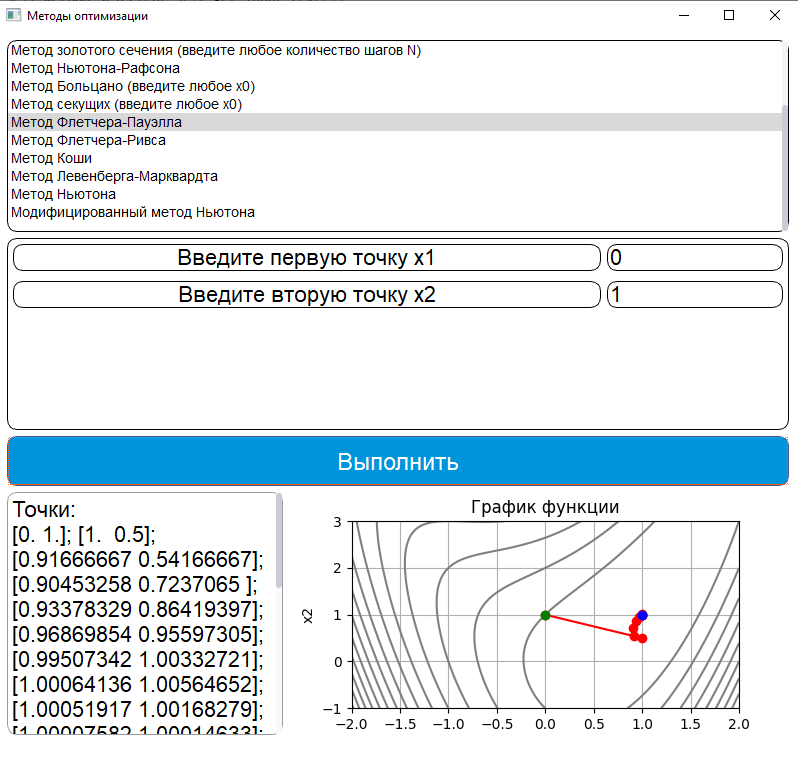 Методы оптимизации
Метод золотого сечения (введите любое количество шагов N)
Метод Ньютона-Рафсона
Метод Больцано (введите любое x0)
Метод секущих (введите любое x0)
Метод Флетчера-Пауэлла
Метод Флетчера-Ривса
Метод Коши
Метод Левенберга-Марквардта
Метод Ньютона
Модифицированный метод Ньютона
Введите первую точку x1 0
Введите вторую точку x2 1
Выполнить
Точки:
[0. 1.]; [1.  0.5];
[0.91666667 0.54166667];
[0.90453258 0.7237065 ];
[0.93378329 0.86419397];
[0.96869854 0.95597305];
[0.99507342 1.00332721];
[1.00064136 1.00564652];
[1.00051917 1.00168279];
[1.00007582 1.00014633];
График функции
3
2
1
0
−1
x2
−2.0 −1.5 −1.0 −0.5 0.0 0.5 1.0 1.5 2.0